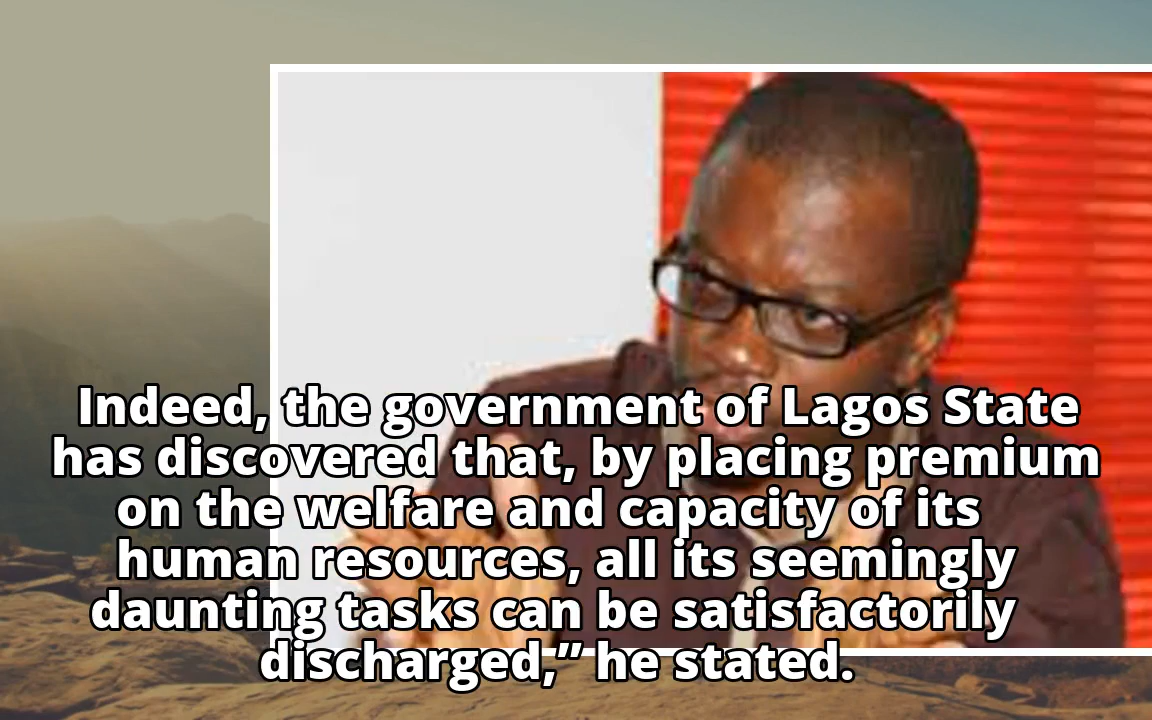 Indeed, the government of Lagos State
has discovered that, by placing premium
on the welfare and capacity of its
human resources, all its seemingly
daunting tasks can be satisfactorily
discharged,” he stated.